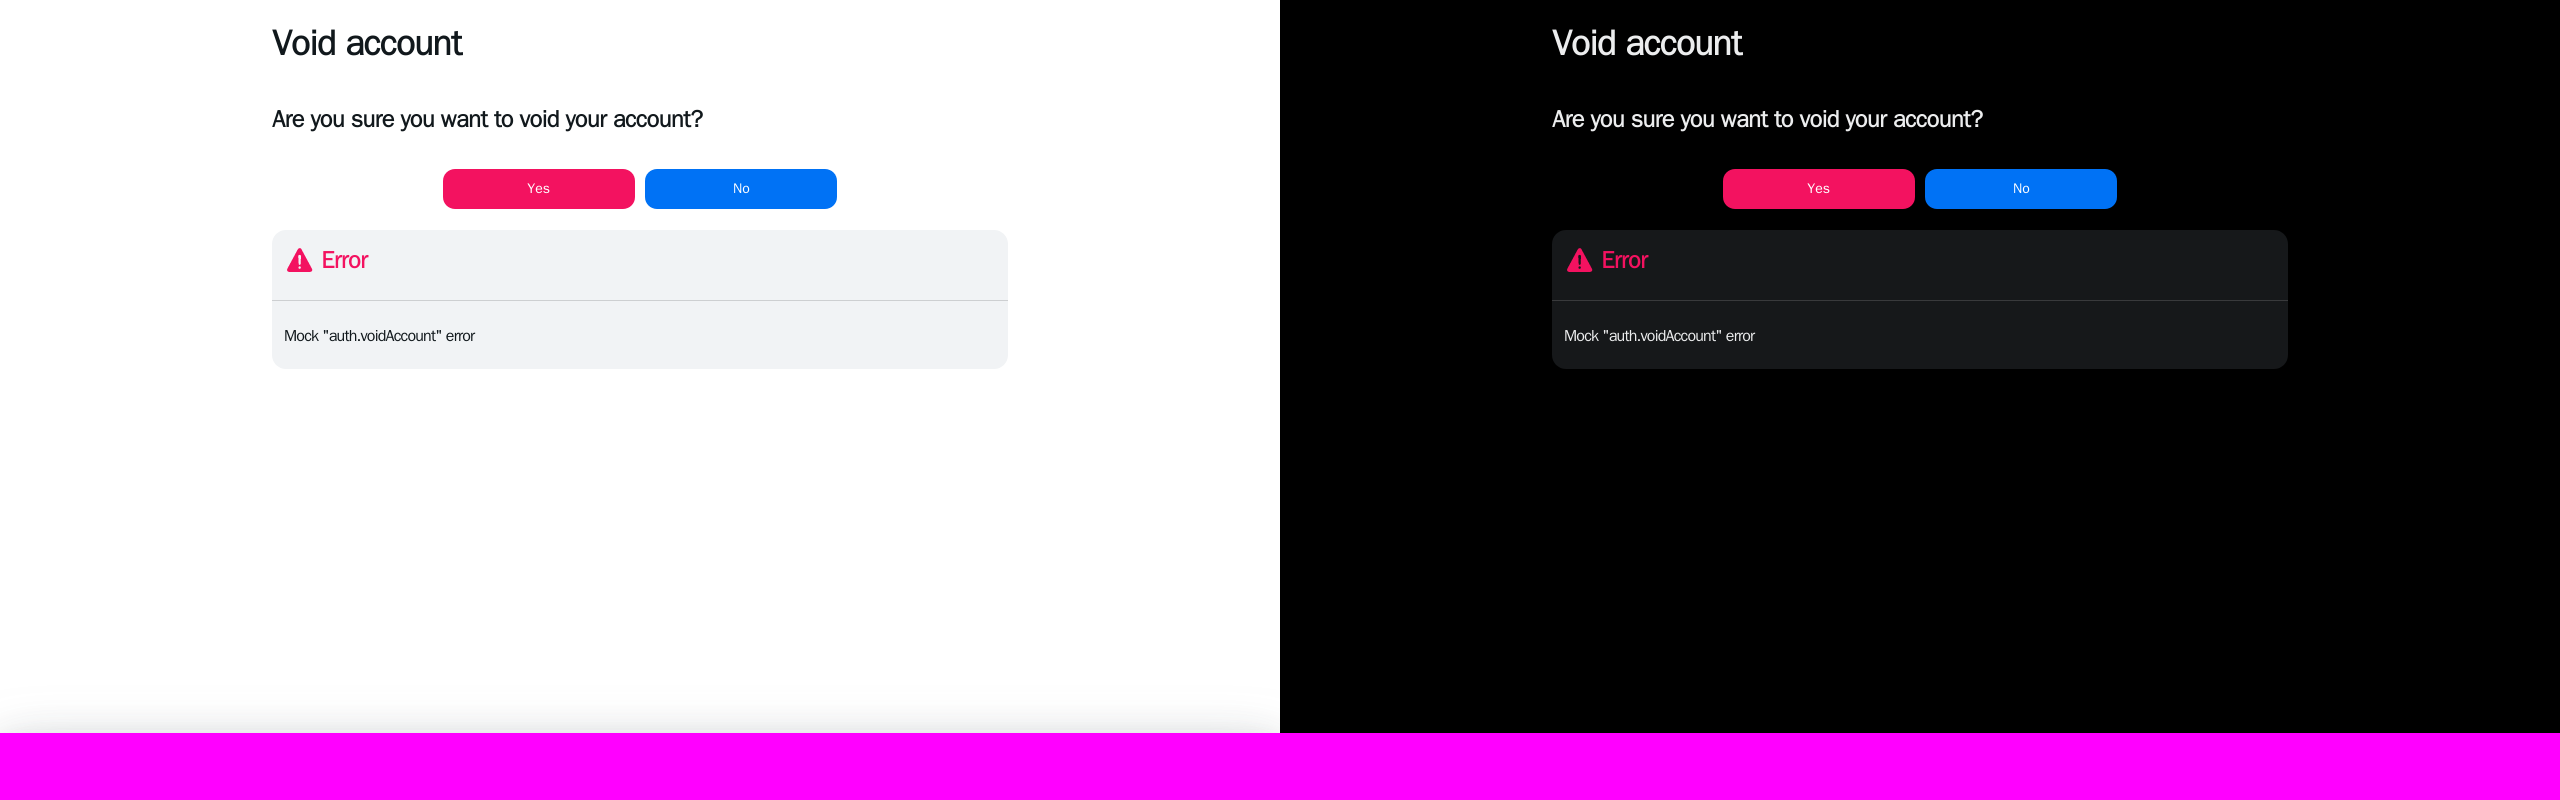 Void account
Are you sure you want to void your account?
Yes No
Error
Mock "auth.voidAccount" error
Void account
Are you sure you want to void your account?
Yes No
Error
Mock "auth.voidAccount" error